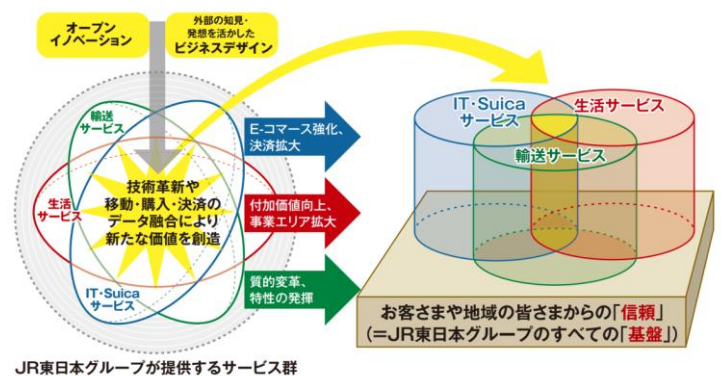 オープン
イノベーション
外部の知見・
発想を活かした
ビジネスデザイン
輸送
サービス
生活
サービス
技術革新や
移動・購入・決済の
データ融合により
新たな価値を創造
IT・Suica
サービス
E-コマース強化、
決済拡大
付加価値向上、
事業エリア拡大
質的変革、
特性の発揮
IT・Suica
サービス
生活サービス
輸送サービス
お客さまや地域の皆さまからの「信頼」
(=JR東日本グループのすべての「基盤」)
JR東日本グループが提供するサービス群